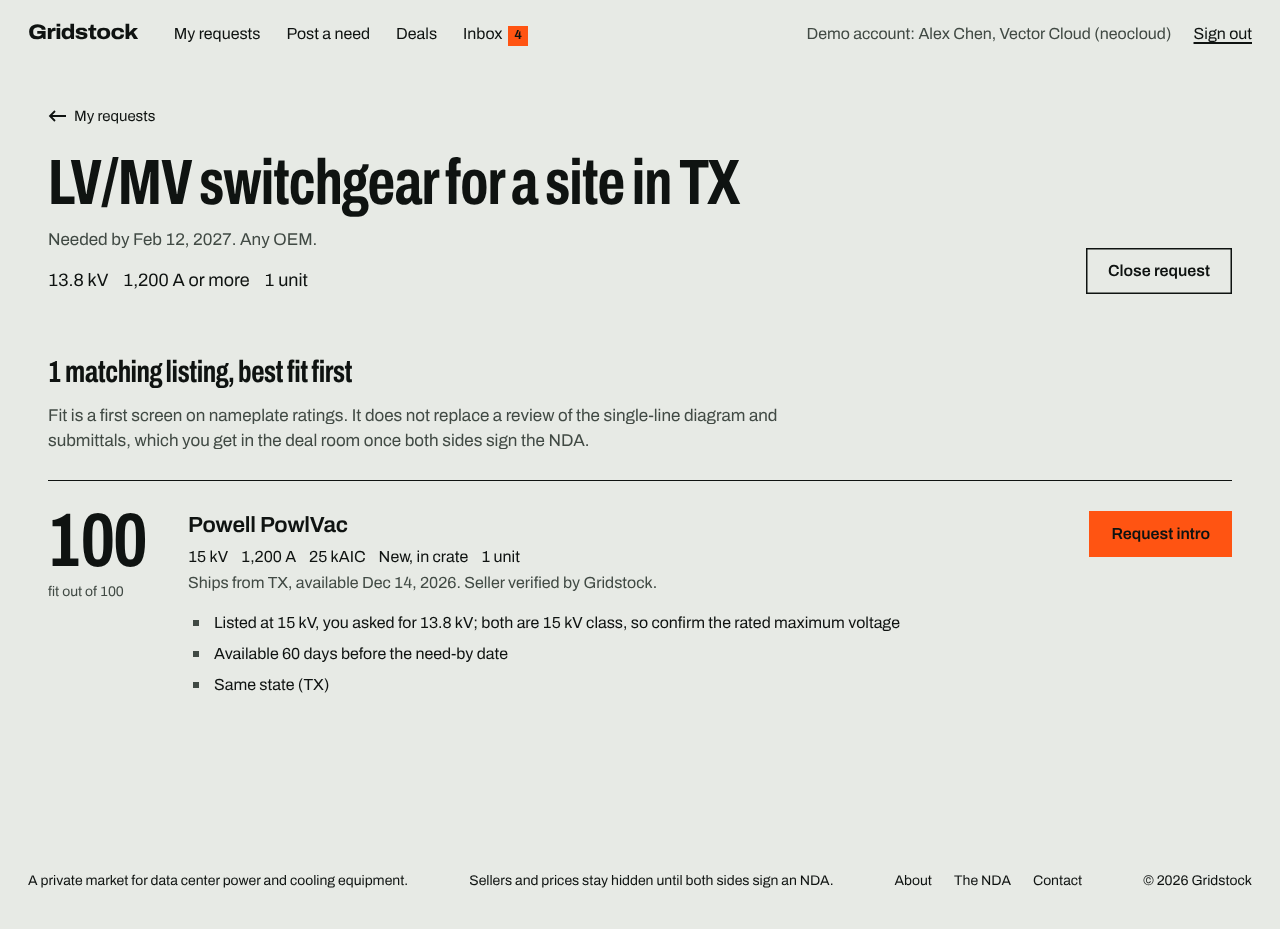 Gridstock My requests Post a need Deals Inbox 4 Demo account: Alex Chen, Vector Cloud (neocloud) Sign out
← My requests
LV/MV switchgear for a site in TX
Needed by Feb 12, 2027. Any OEM.
13.8 kV 1,200 A or more 1 unit
Close request
1 matching listing, best fit first
Fit is a first screen on nameplate ratings. It does not replace a review of the single-line diagram and
submittals, which you get in the deal room once both sides sign the NDA.
100
fit out of 100
Powell PowlVac
15 kV 1,200 A 25 kAIC New, in crate 1 unit
Ships from TX, available Dec 14, 2026. Seller verified by Gridstock.
Listed at 15 kV, you asked for 13.8 kV; both are 15 kV class, so confirm the rated maximum voltage
Available 60 days before the need-by date
Same state (TX)
Request intro
A private market for data center power and cooling equipment. Sellers and prices stay hidden until both sides sign an NDA. About The NDA Contact © 2026 Gridstock